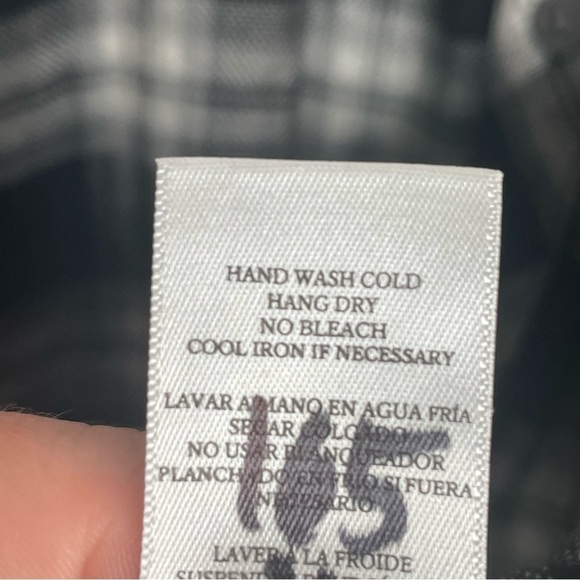 HAND WASH COLD
HANG DRY
NO BLEACH
COOL IRON IF NECESSARY
LAVAR A MANO EN AGUA FRÍA
SECAR COLGADO
NO USAR BLANQUEADOR
PLANCHADO EN FRIO SI FUERA
NECESARIO
165
LAVER A LA FROIDE